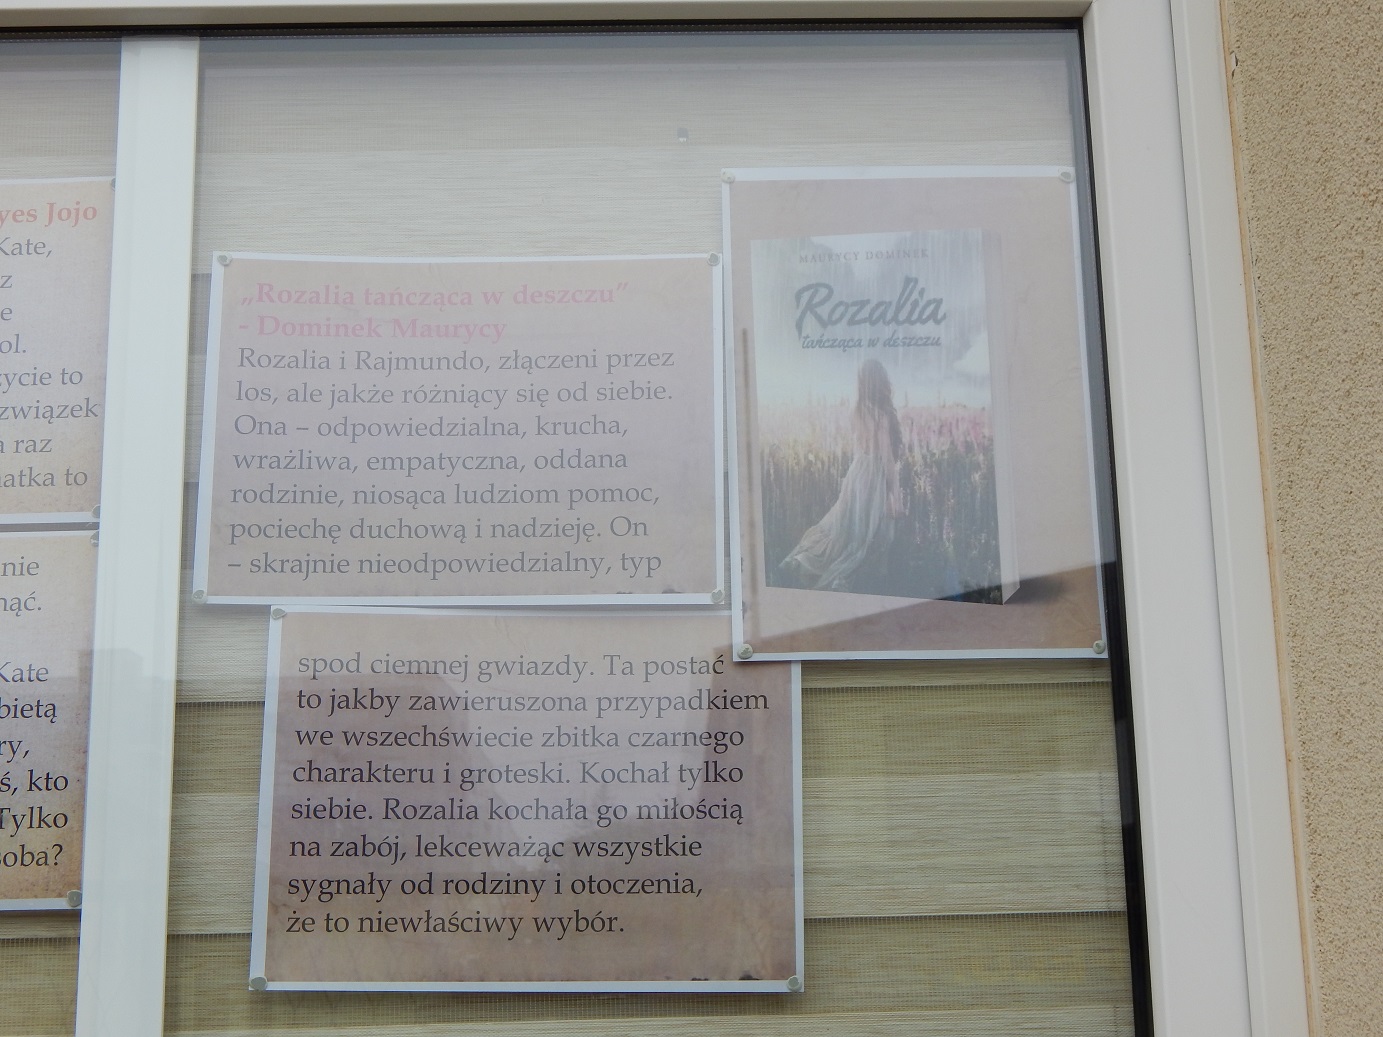 yes Jojo
Kate,
z
e
ol.
ycie to
związek
a raz
natka to
nie
nąć.
Kate
bietą
ry,
ś, kto
Tylko
soba?
„Rozalia tańcząca w deszczu”
- Dominek Maurycy
Rozalia i Rajmundo, złączeni przez
los, ale jakże różniący się od siebie.
Ona – odpowiedzialna, krucha,
wrażliwa, empatyczna, oddana
rodzinie, niosąca ludziom pomoc,
pociechę duchową i nadzieję. On
– skrajnie nieodpowiedzialny, typ
spod ciemnej gwiazdy. Ta postać
to jakby zawieruszona przypadkiem
we wszechświecie zbitka czarnego
charakteru i groteski. Kochał tylko
siebie. Rozalia kochała go miłością
na zabój, lekceważąc wszystkie
sygnały od rodziny i otoczenia,
że to niewłaściwy wybór.
MAURYCY DOMINEK
Rozalia
tańcząca w deszczu